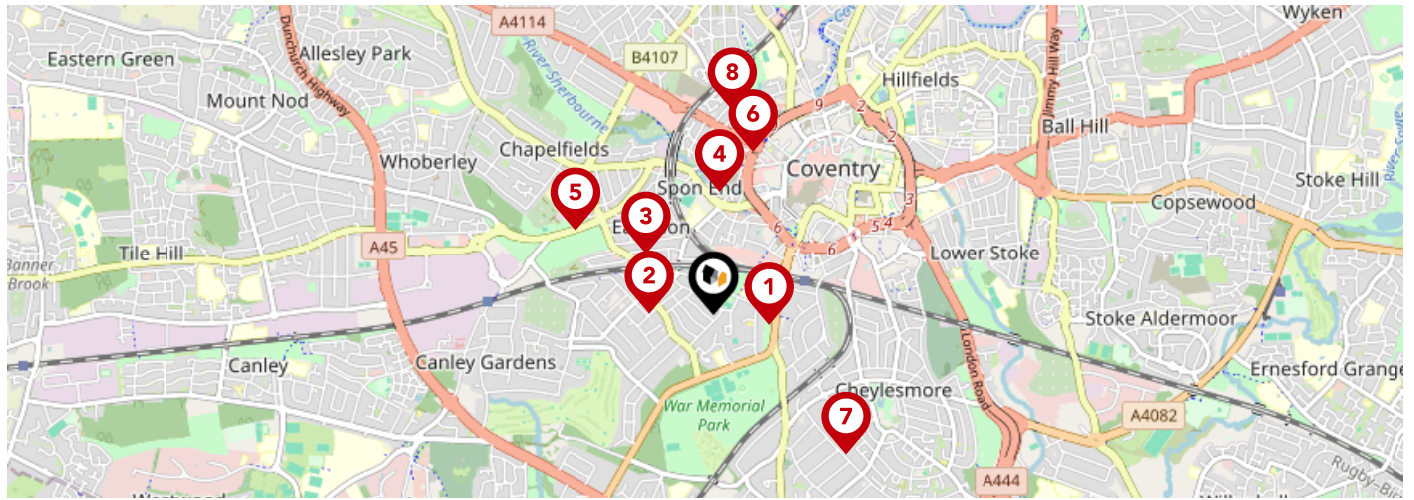 Wyken
A4114
Eastern Green
Allesley Park
B4107
Dunchurch Highway
River Sherbourne
8
Hillfields
Jimmy Hill Way
Mount Nod
6
9
2
2
Ball Hill
Chapelfields
4
Whoberley
Coventry
5
Spon End
Stoke Hill
Copsewood
3
3
6
5
4
6
Tile Hill
A45
Lower Stoke
Banner
Brook
2
1
Stoke Aldermoor
Canley
Canley Gardens
London Road
Ernesford Grange
Cheylesmore
War Memorial
Park
7
A4082
A444